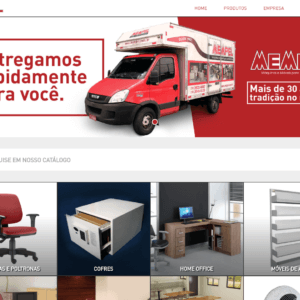 HOME PRODUTOS EMPRESA
tregamos
pidamente
ra você.
MEMPEL
MEM
Mais de 30
tradição no
UISE EM NOSSO CATÁLOGO
AS E POLTRONAS
COFRES
HOME OFFICE
MÓVEIS DE A